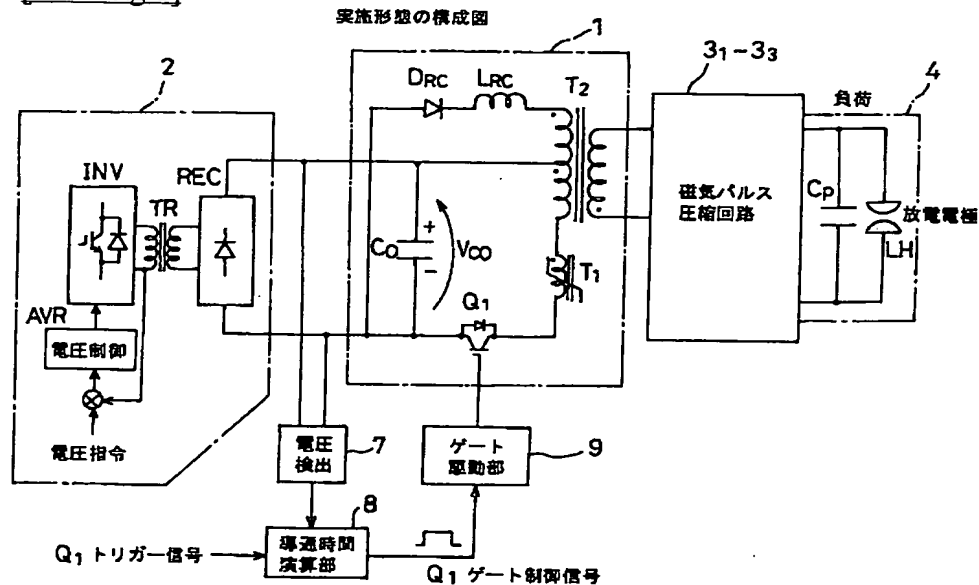 実施形態の構成図
1
2
3₁-3₃
4
DRC
LRC
T₂
負荷
INV
TR
REC
C₀
+
-
VC0
T₁
Q₁
磁気パルス
圧縮回路
CP
放電電極
LH
AVR
電圧制御
電圧指令
電圧
検出
7
ゲート
駆動部
9
8
Q₁ トリガー信号
導通時間
演算部
Q₁ ゲート制御信号